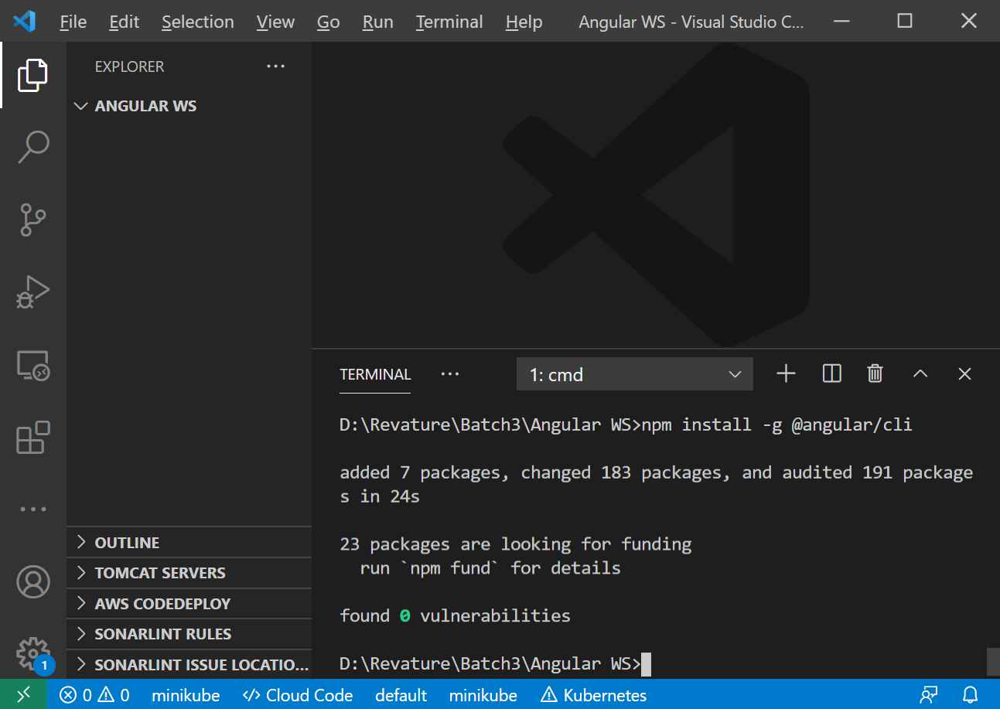 File Edit Selection View Go Run Terminal Help Angular WS - Visual Studio C...
EXPLORER
ANGULAR WS
OUTLINE
TOMCAT SERVERS
AWS CODEDEPLOY
SONARLINT RULES
SONARLINT ISSUE LOCATIO...
1
TERMINAL
1: cmd
D:\Revature\Batch3\Angular WS>npm install -g @angular/cli
added 7 packages, changed 183 packages, and audited 191 package
s in 24s
23 packages are looking for funding
run `npm fund` for details
found 0 vulnerabilities
D:\Revature\Batch3\Angular WS>
0 0 minikube </> Cloud Code default minikube Kubernetes